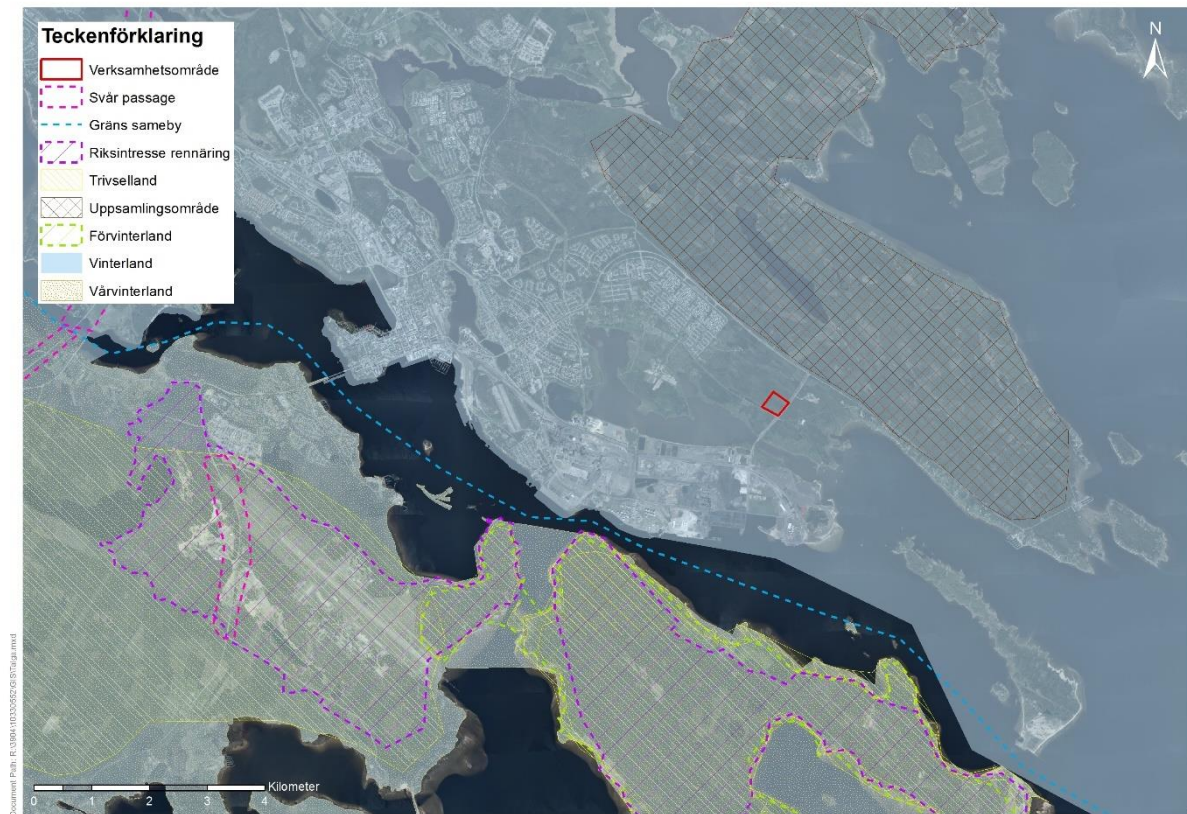 Teckenförklaring
Verksamhetsområde
Svår passage
Gräns sameby
Riksintresse rennäring
Trivselland
Uppsamlingsområde
Förvinterland
Vinterland
Vårvinterland
N
Kilometer
0 1 2 3 4